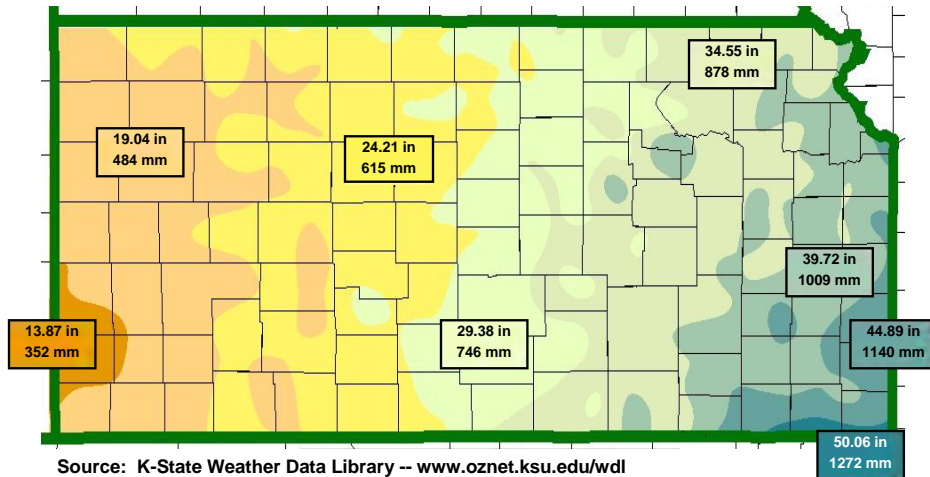 34.55 in
878 mm
19.04 in
484 mm
24.21 in
615 mm
39.72 in
1009 mm
13.87 in
352 mm
29.38 in
746 mm
44.89 in
1140 mm
50.06 in
1272 mm
Source: K-State Weather Data Library -- www.oznet.ksu.edu/wdl